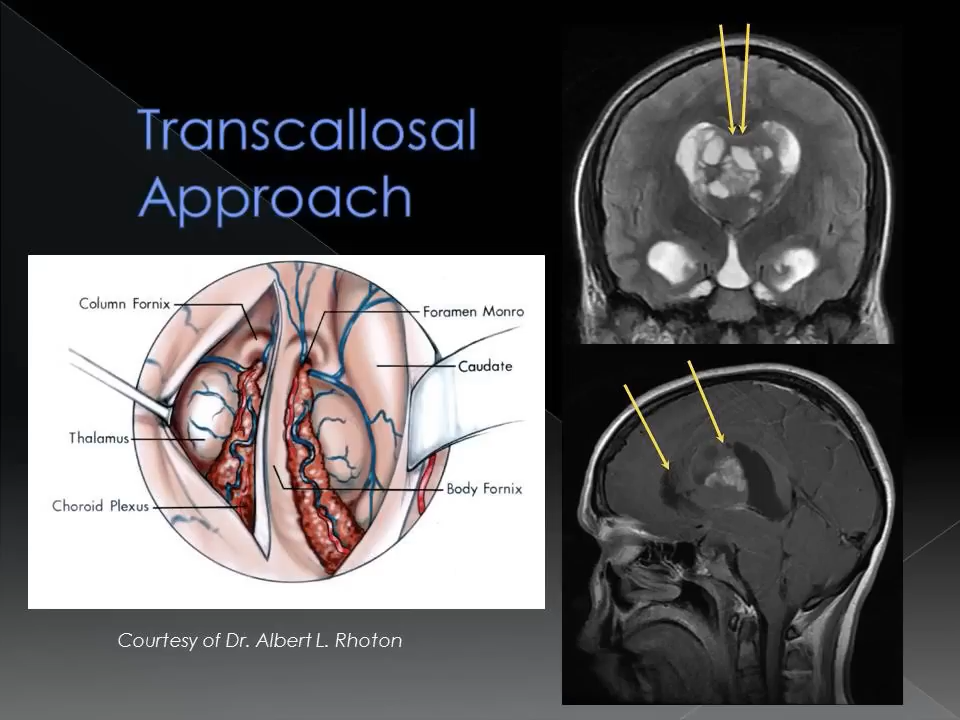 Transcallosal
Approach
Column Fornix
Foramen Monro
Caudate
Thalamus
Body Fornix
Choroid Plexus
Courtesy of Dr. Albert L. Rhoton